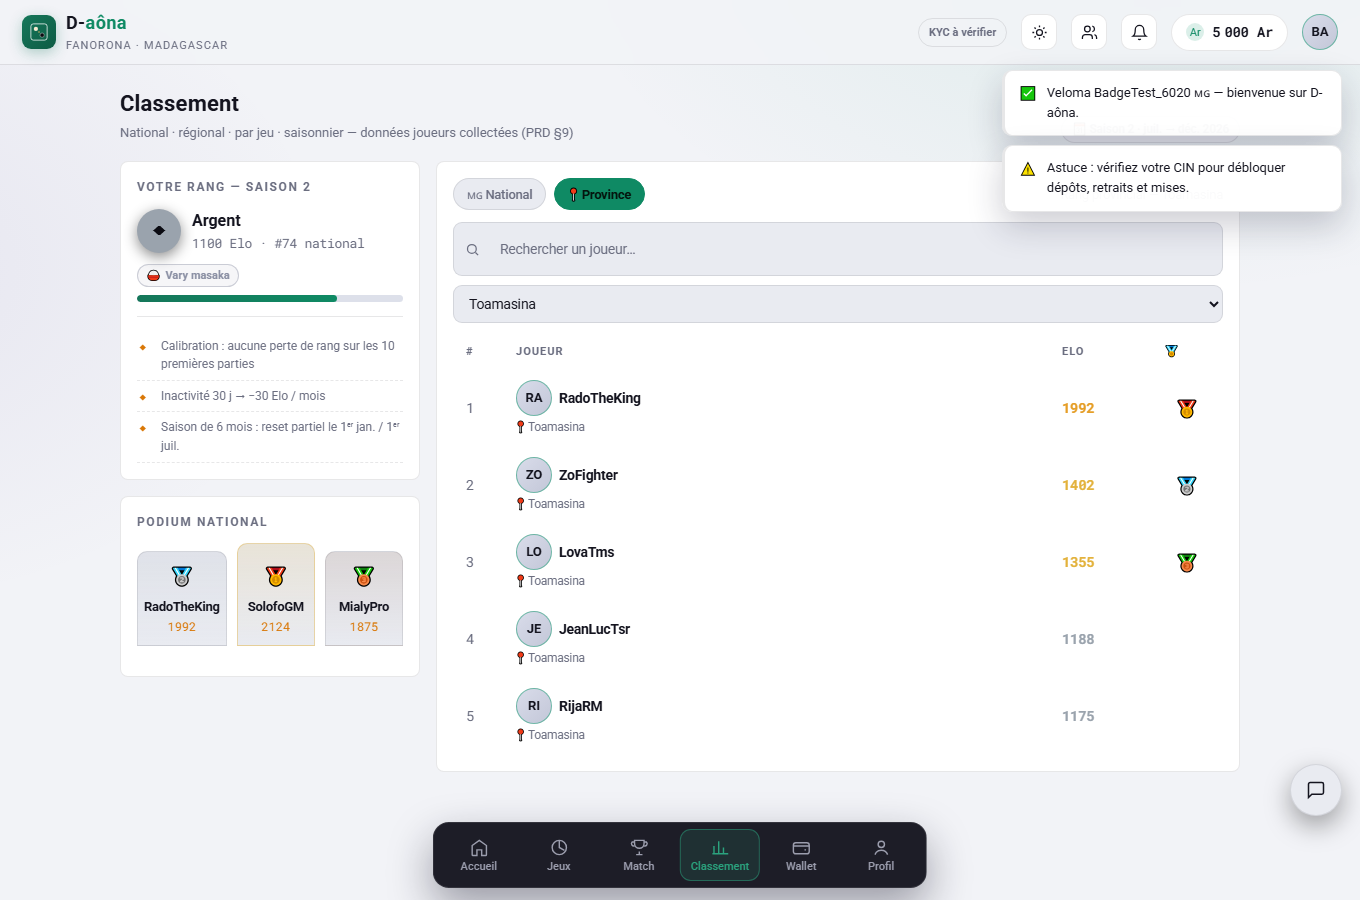 D-aôna
FANORONA · MADAGASCAR
KYC à vérifier
Ar 5 000 Ar
BA
Veloma BadgeTest_6020 MG — bienvenue sur D-
aôna.
Astuce : vérifiez votre CIN pour débloquer
dépôts, retraits et mises.
Classement
National · régional · par jeu · saisonnier — données joueurs collectées (PRD §9)
VOTRE RANG — SAISON 2
Argent
1100 Elo · #74 national
Vary masaka
Calibration : aucune perte de rang sur les 10
premières parties
Inactivité 30 j → −30 Elo / mois
Saison de 6 mois : reset partiel le 1er jan. / 1er
juil.
PODIUM NATIONAL
RadoTheKing
1992
SolofoGM
2124
MialyPro
1875
MG National
Province
Rechercher un joueur…
Toamasina
# JOUEUR ELO
1 RA RadoTheKing 1992
Toamasina
2 ZO ZoFighter 1402
Toamasina
3 LO LovaTms 1355
Toamasina
4 JE JeanLucTsr 1188
Toamasina
5 RI RijaRM 1175
Toamasina
Accueil
Jeux
Match
Classement
Wallet
Profil